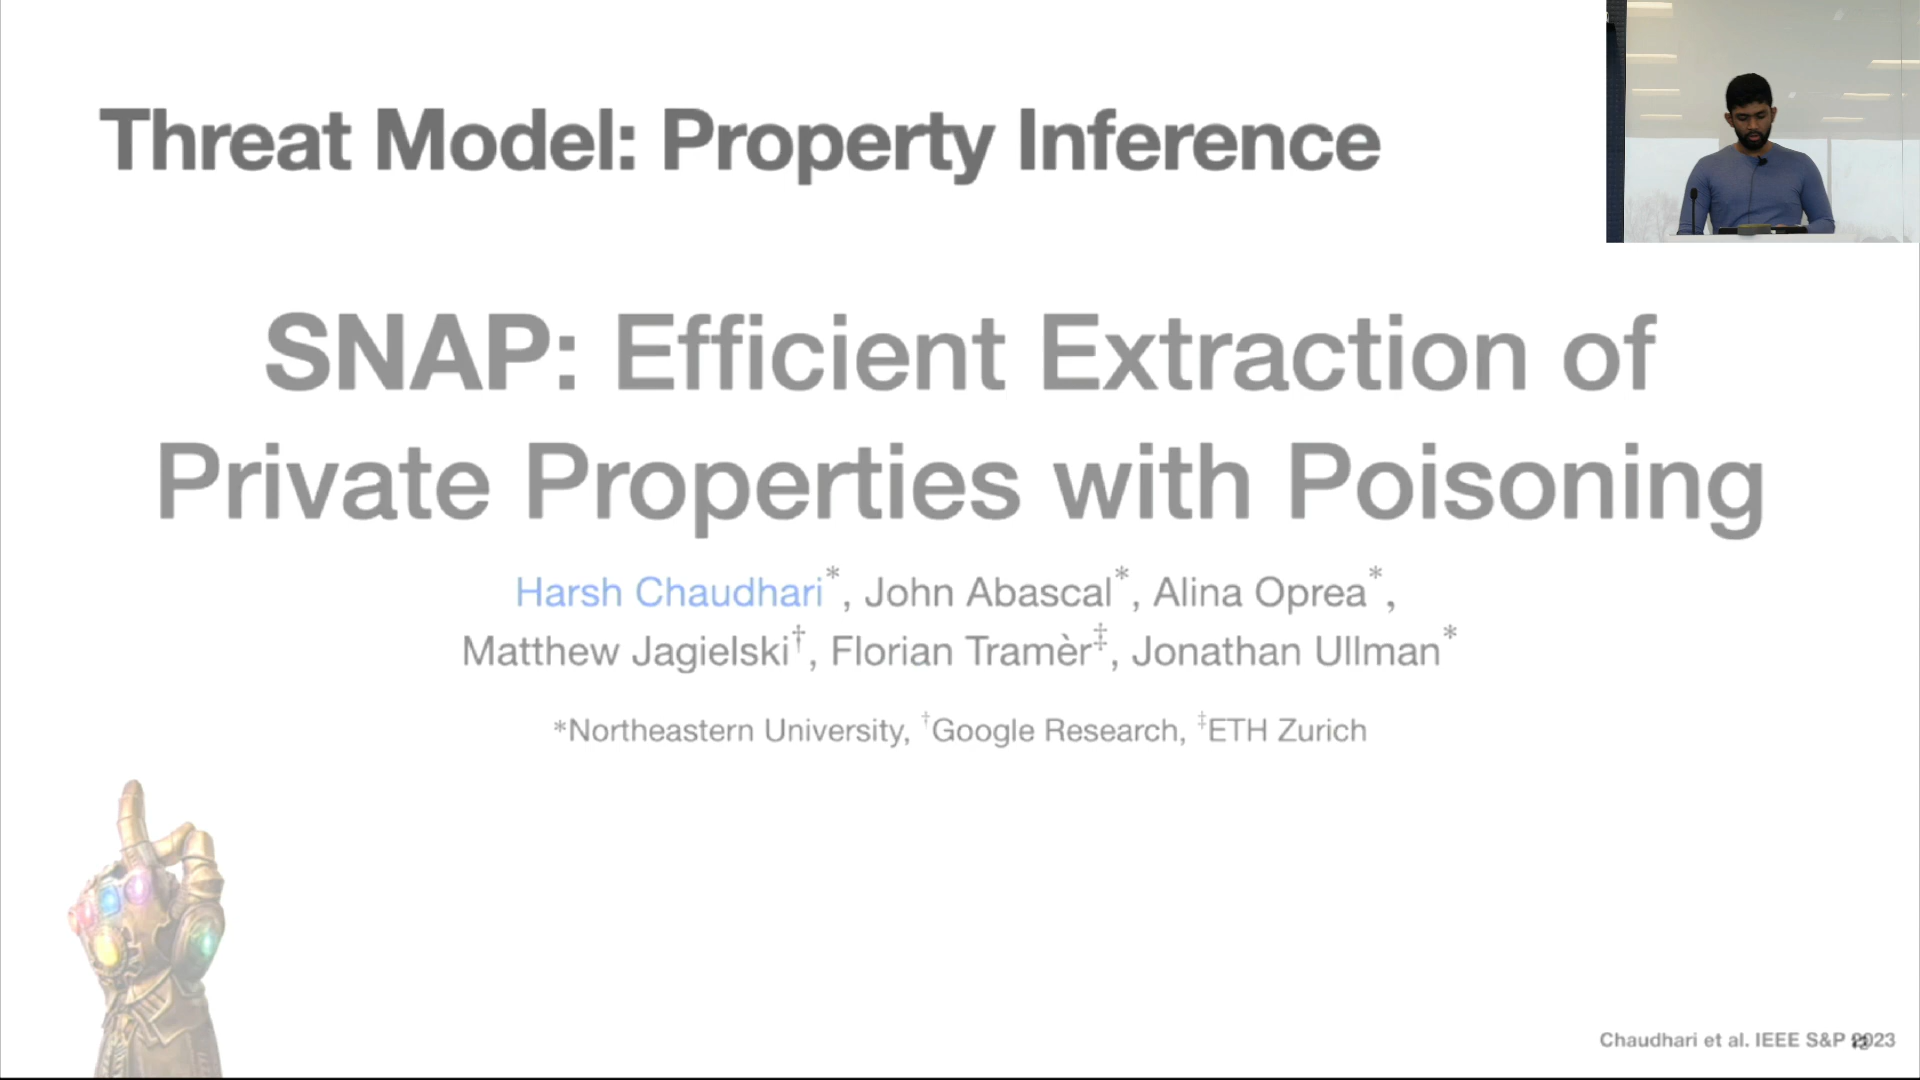 Threat Model: Property Inference
SNAP: Efficient Extraction of
Private Properties with Poisoning
Harsh Chaudhari*, John Abascal*, Alina Oprea*,
Matthew Jagielski†, Florian Tramèr‡, Jonathan Ullman*
*Northeastern University, †Google Research, ‡ETH Zurich
Chaudhari et al. IEEE S&P 2023